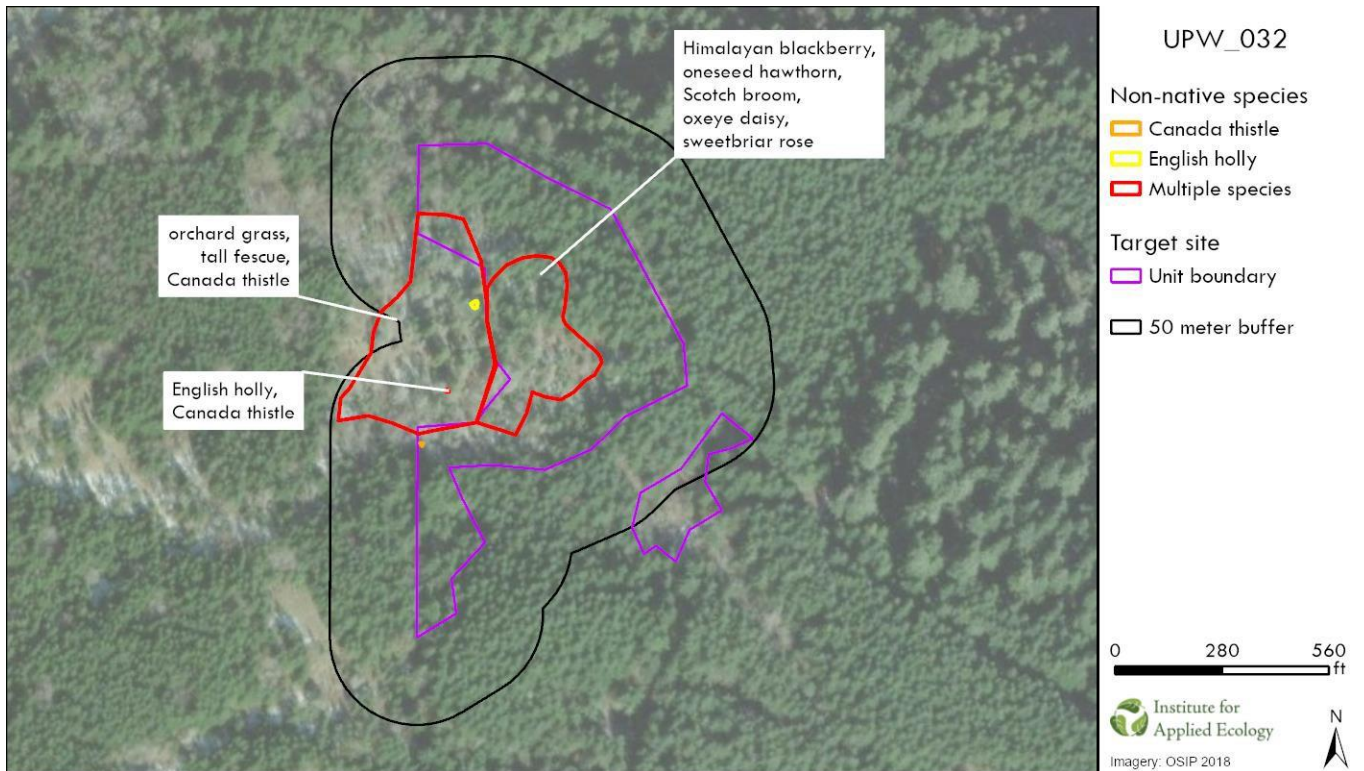 Himalayan blackberry,
oneseed hawthorn,
Scotch broom,
oxeye daisy,
sweetbriar rose
orchard grass,
tall fescue,
Canada thistle
English holly,
Canada thistle
UPW_032
Non-native species
Canada thistle
English holly
Multiple species
Target site
Unit boundary
50 meter buffer
0 280 560
ft
Institute for
Applied Ecology
N
Imagery: OSIP 2018